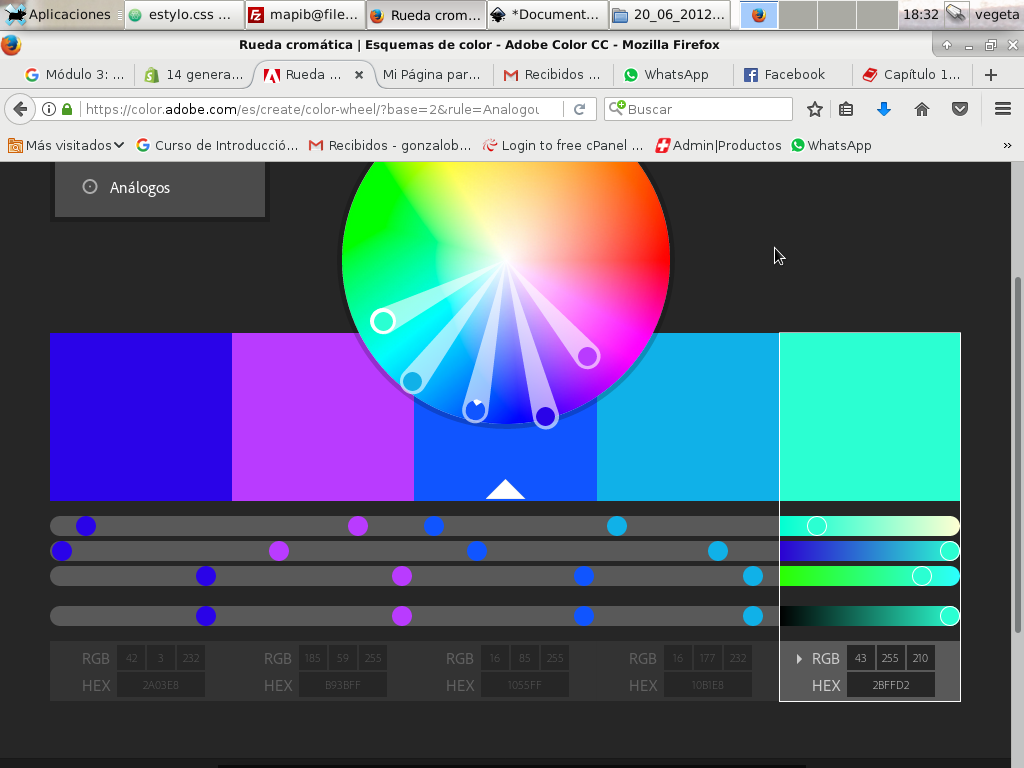 Aplicaciones estylo.css ... mapib@file... Rueda crom... *Document... 20_06_2012... 18:32 vegeta
Rueda cromática | Esquemas de color - Adobe Color CC - Mozilla Firefox
Módulo 3: ... 14 genera... Rueda ... Mi Página par... Recibidos ... WhatsApp Facebook Capítulo 1...
https://color.adobe.com/es/create/color-wheel/?base=2&rule=Analogou Buscar
Más visitados Curso de Introducció... Recibidos - gonzalob... Login to free cPanel ... Admin|Productos WhatsApp »
Análogos
RGB 42 3 232 RGB 185 59 255 RGB 16 85 255 RGB 16 177 232 RGB 43 255 210
HEX 2A03E8 HEX B93BFF HEX 1055FF HEX 10B1E8 HEX 2BFFD2